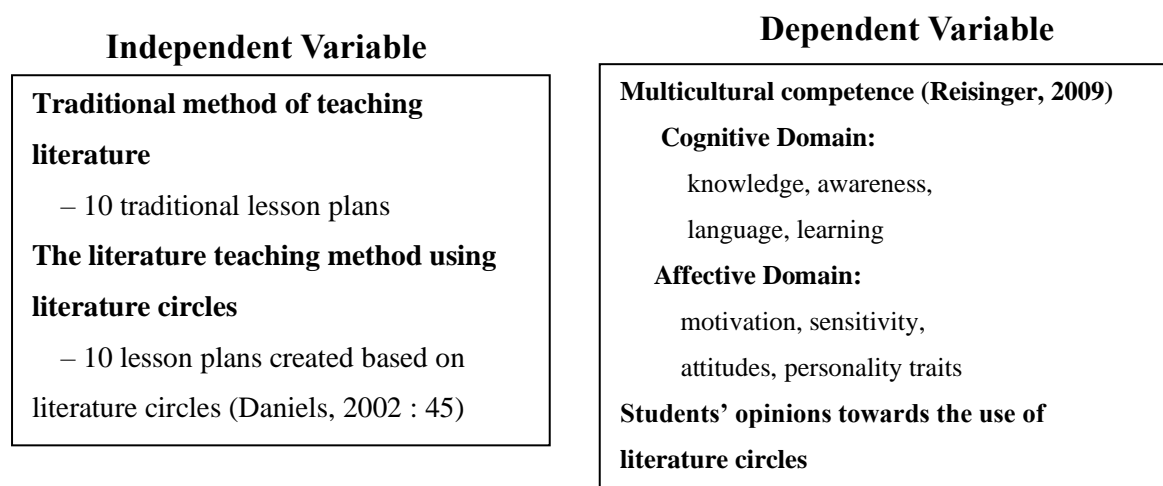 Independent Variable
Traditional method of teaching
literature
– 10 traditional lesson plans
The literature teaching method using
literature circles
– 10 lesson plans created based on
literature circles (Daniels, 2002 : 45)
Dependent Variable
Multicultural competence (Reisinger, 2009)
Cognitive Domain:
knowledge, awareness,
language, learning
Affective Domain:
motivation, sensitivity,
attitudes, personality traits
Students’ opinions towards the use of
literature circles